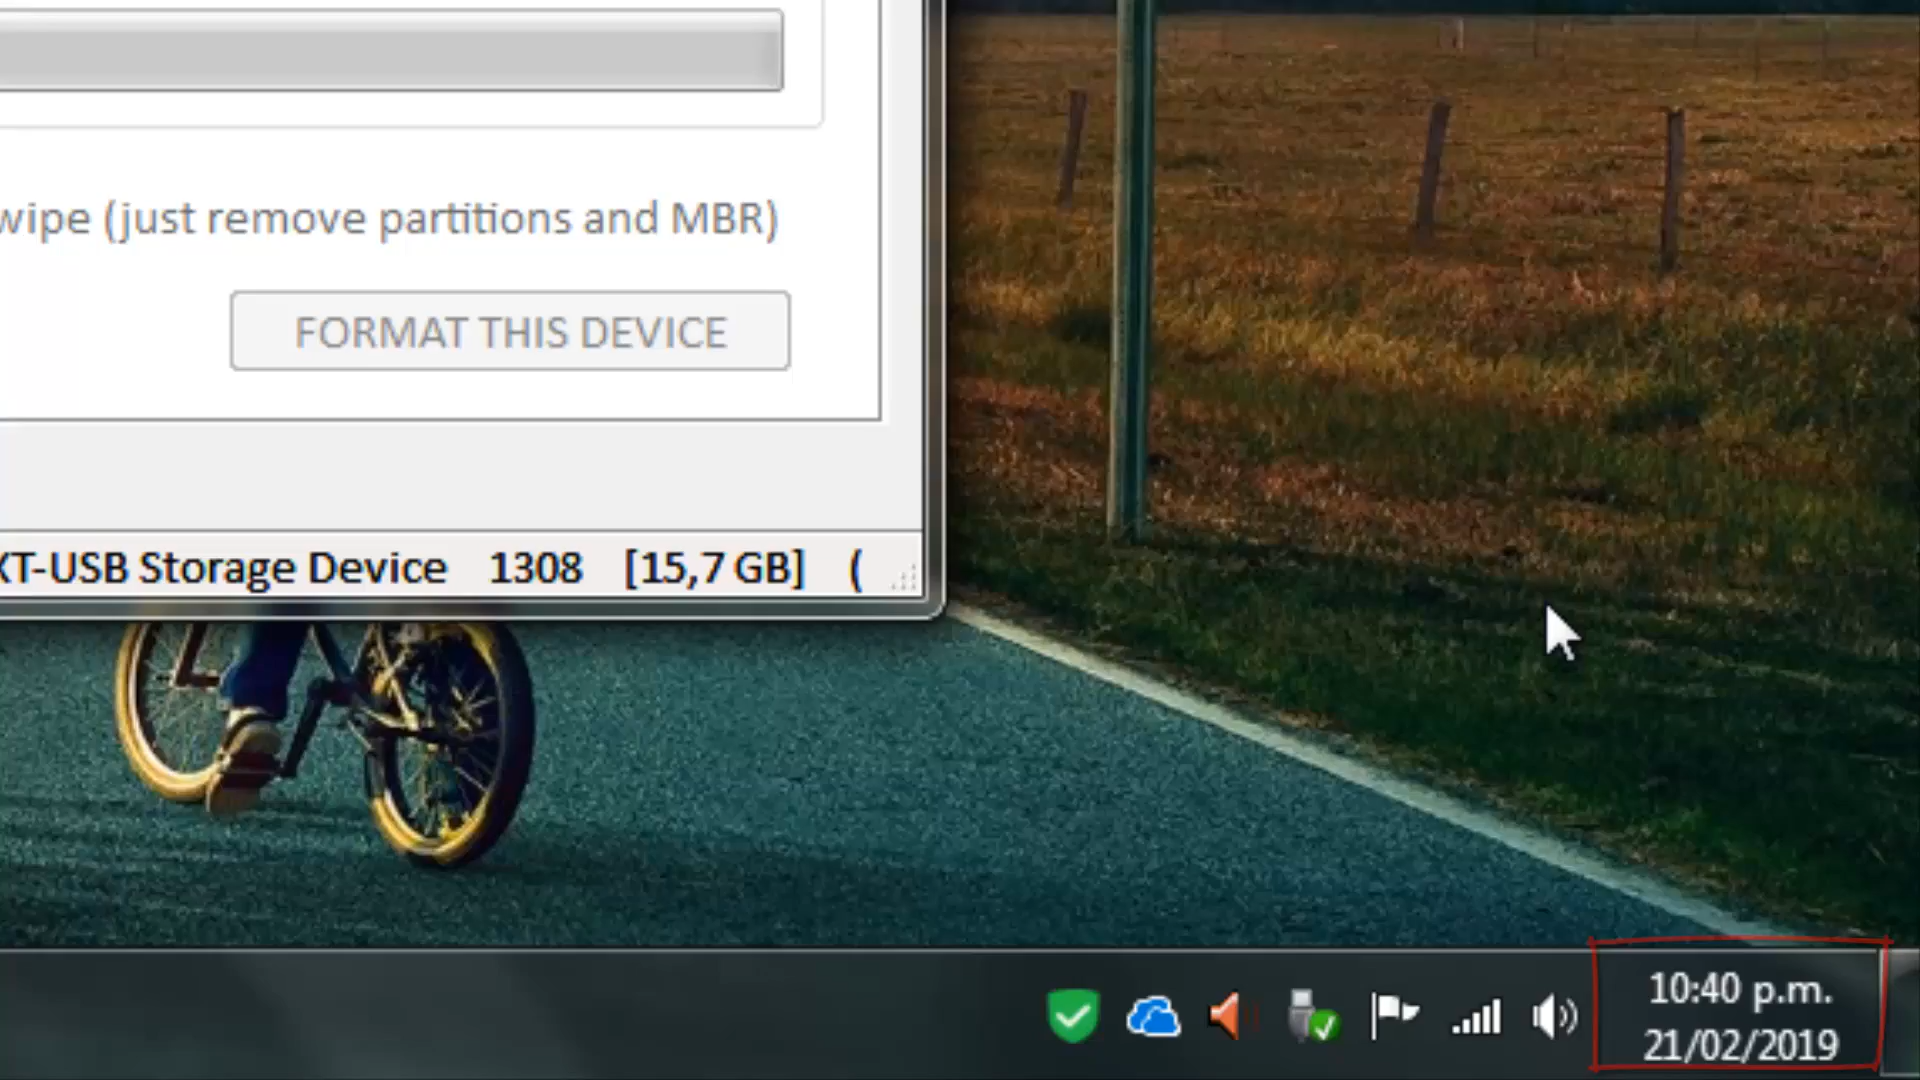 wipe (just remove partitions and MBR)
FORMAT THIS DEVICE
XT-USB Storage Device 1308 [15,7 GB] (
10:40 p.m.
21/02/2019